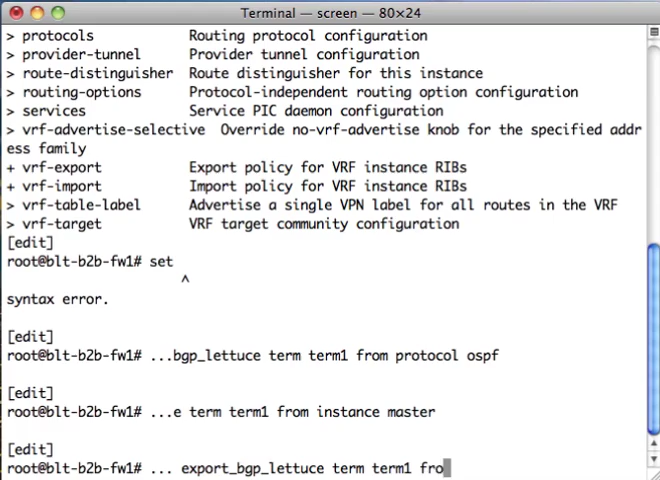 Terminal — screen — 80×24
> protocols Routing protocol configuration
> provider-tunnel Provider tunnel configuration
> route-distinguisher Route distinguisher for this instance
> routing-options Protocol-independent routing option configuration
> services Service PIC daemon configuration
> vrf-advertise-selective Override no-vrf-advertise knob for the specified addr
ess family
+ vrf-export Export policy for VRF instance RIBs
+ vrf-import Import policy for VRF instance RIBs
> vrf-table-label Advertise a single VPN label for all routes in the VRF
> vrf-target VRF target community configuration
[edit]
root@blt-b2b-fw1# set
^
syntax error.
[edit]
root@blt-b2b-fw1# ...bgp_lettuce term term1 from protocol ospf
[edit]
root@blt-b2b-fw1# ...e term term1 from instance master
[edit]
root@blt-b2b-fw1# ... export_bgp_lettuce term term1 fro